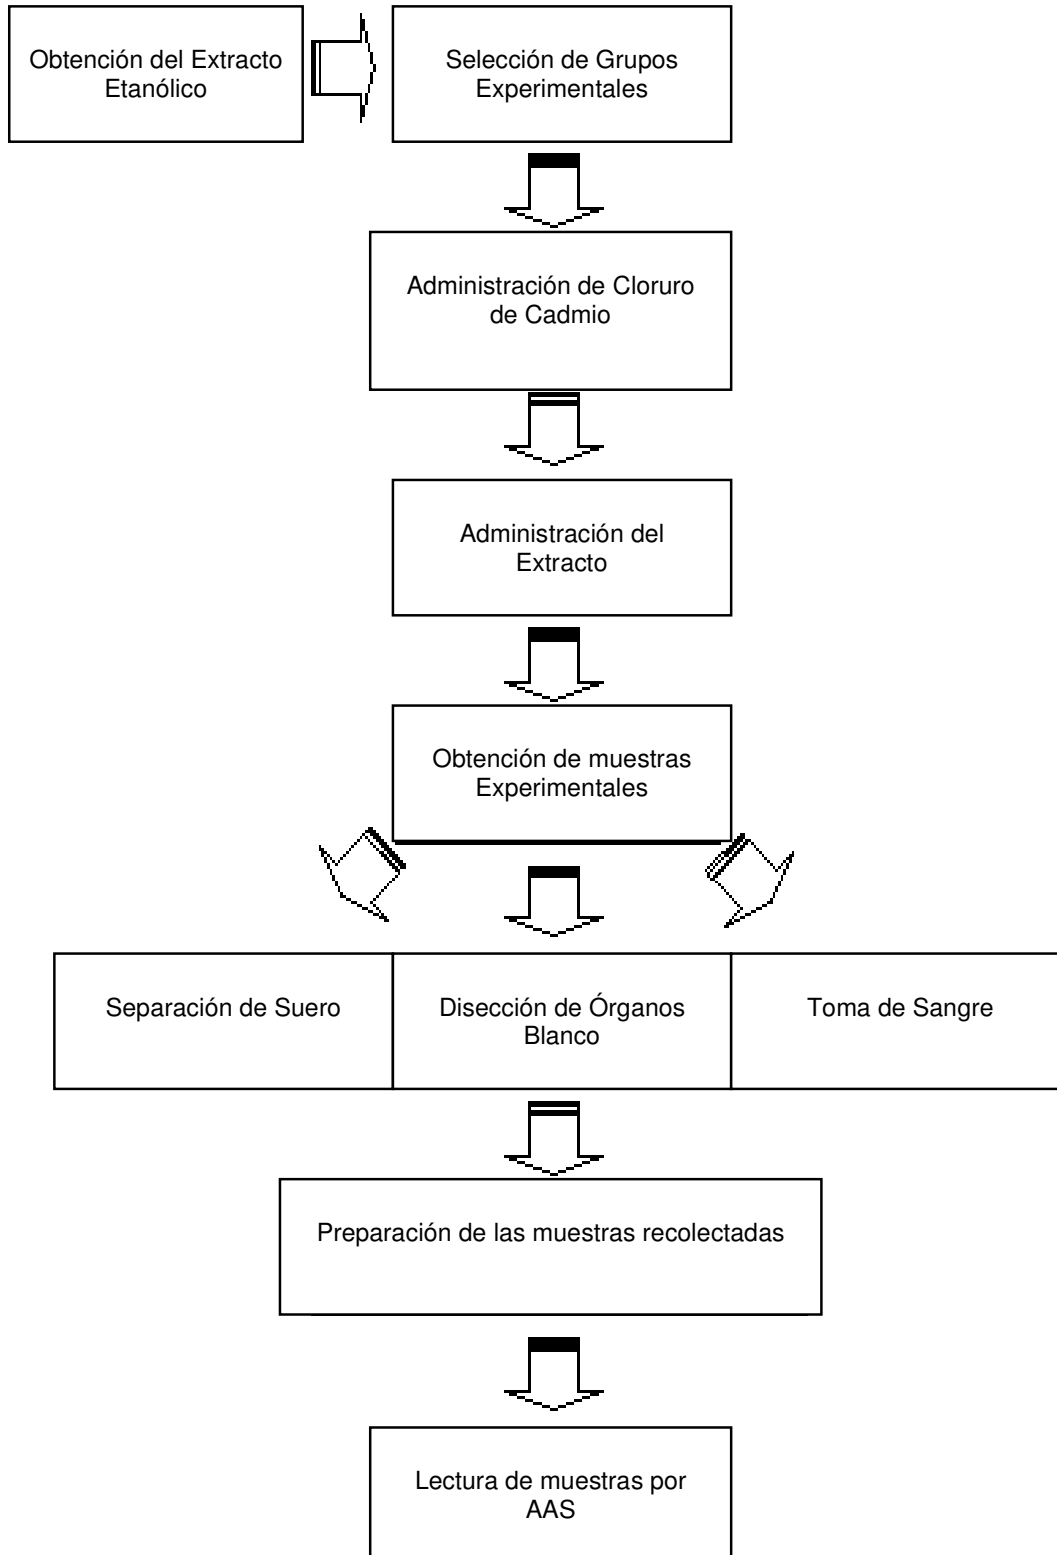 Obtención del Extracto
Etanólico
Selección de Grupos
Experimentales
Administración de Cloruro
de Cadmio
Administración del
Extracto
Obtención de muestras
Experimentales
Separación de Suero
Disección de Órganos
Blanco
Toma de Sangre
Preparación de las muestras recolectadas
Lectura de muestras por
AAS